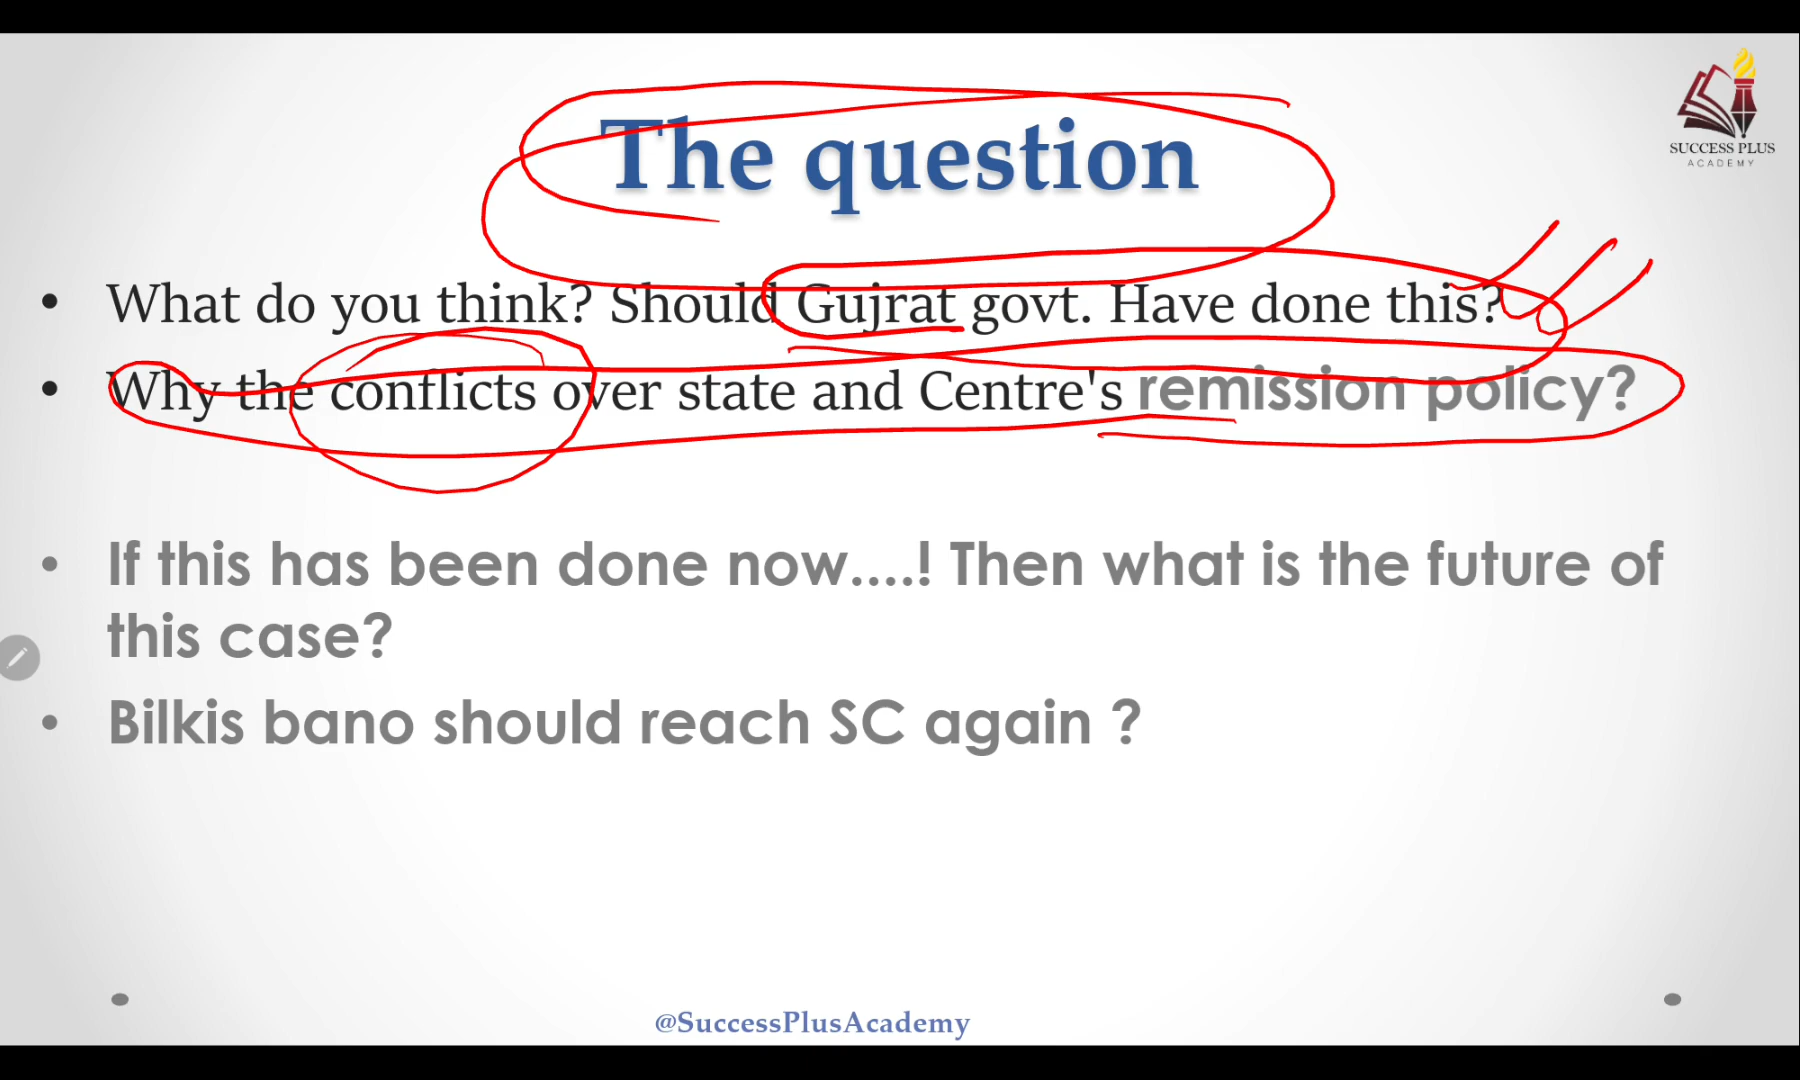 SUCCESS PLUS
ACADEMY
The question
• What do you think? Should Gujrat govt. Have done this?
• Why the conflicts over state and Centre's remission policy?
• If this has been done now....! Then what is the future of
this case?
• Bilkis bano should reach SC again ?
@SuccessPlusAcademy